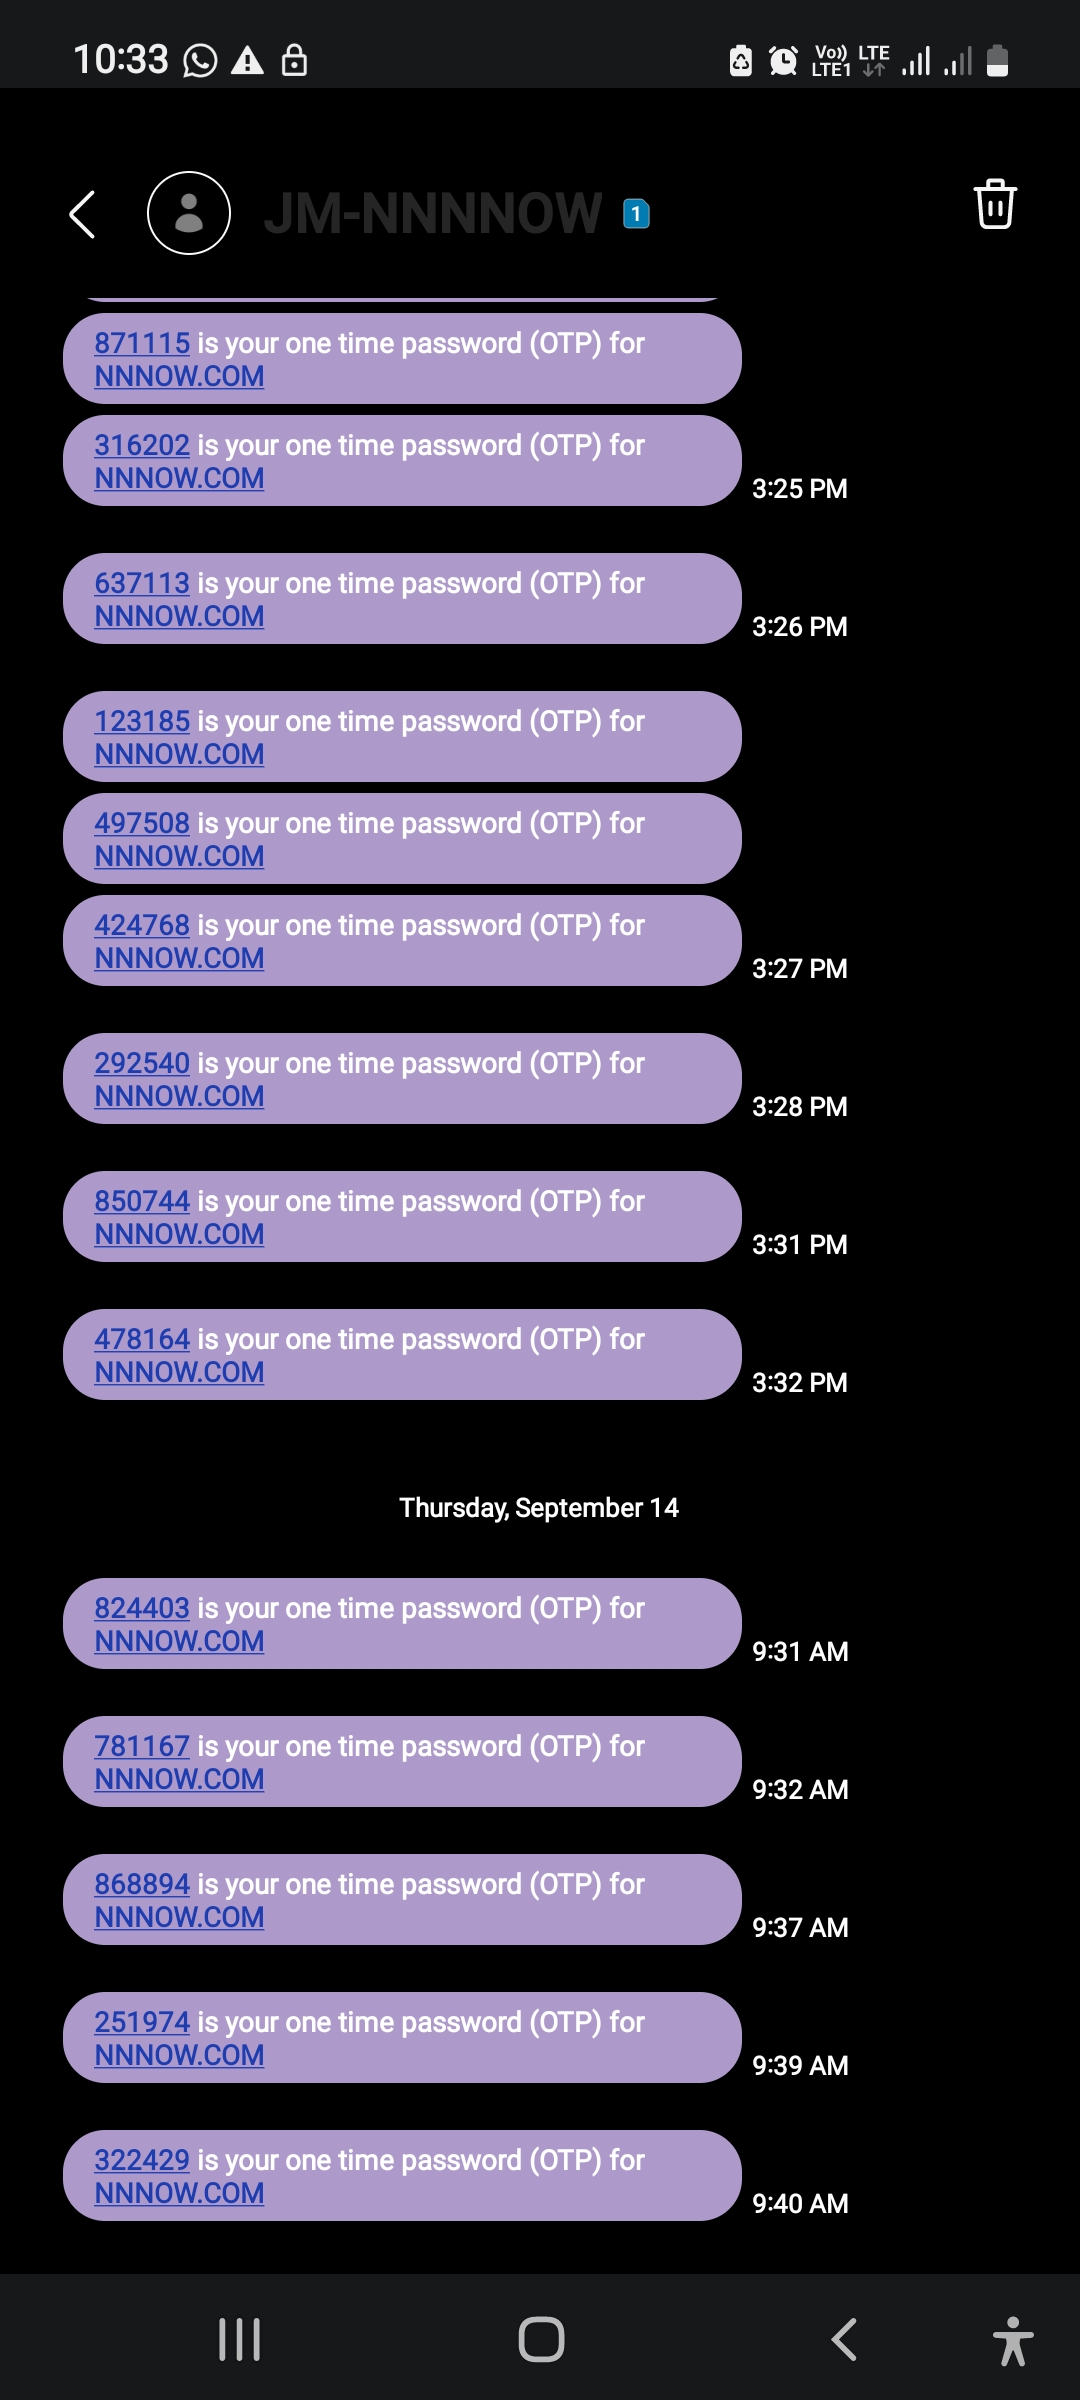 10:33
Vo)) LTE
LTE1
JM-NNNNOW 1
871115 is your one time password (OTP) for
NNNOW.COM
316202 is your one time password (OTP) for
NNNOW.COM
3:25 PM
637113 is your one time password (OTP) for
NNNOW.COM
3:26 PM
123185 is your one time password (OTP) for
NNNOW.COM
497508 is your one time password (OTP) for
NNNOW.COM
424768 is your one time password (OTP) for
NNNOW.COM
3:27 PM
292540 is your one time password (OTP) for
NNNOW.COM
3:28 PM
850744 is your one time password (OTP) for
NNNOW.COM
3:31 PM
478164 is your one time password (OTP) for
NNNOW.COM
3:32 PM
Thursday, September 14
824403 is your one time password (OTP) for
NNNOW.COM
9:31 AM
781167 is your one time password (OTP) for
NNNOW.COM
9:32 AM
868894 is your one time password (OTP) for
NNNOW.COM
9:37 AM
251974 is your one time password (OTP) for
NNNOW.COM
9:39 AM
322429 is your one time password (OTP) for
NNNOW.COM
9:40 AM